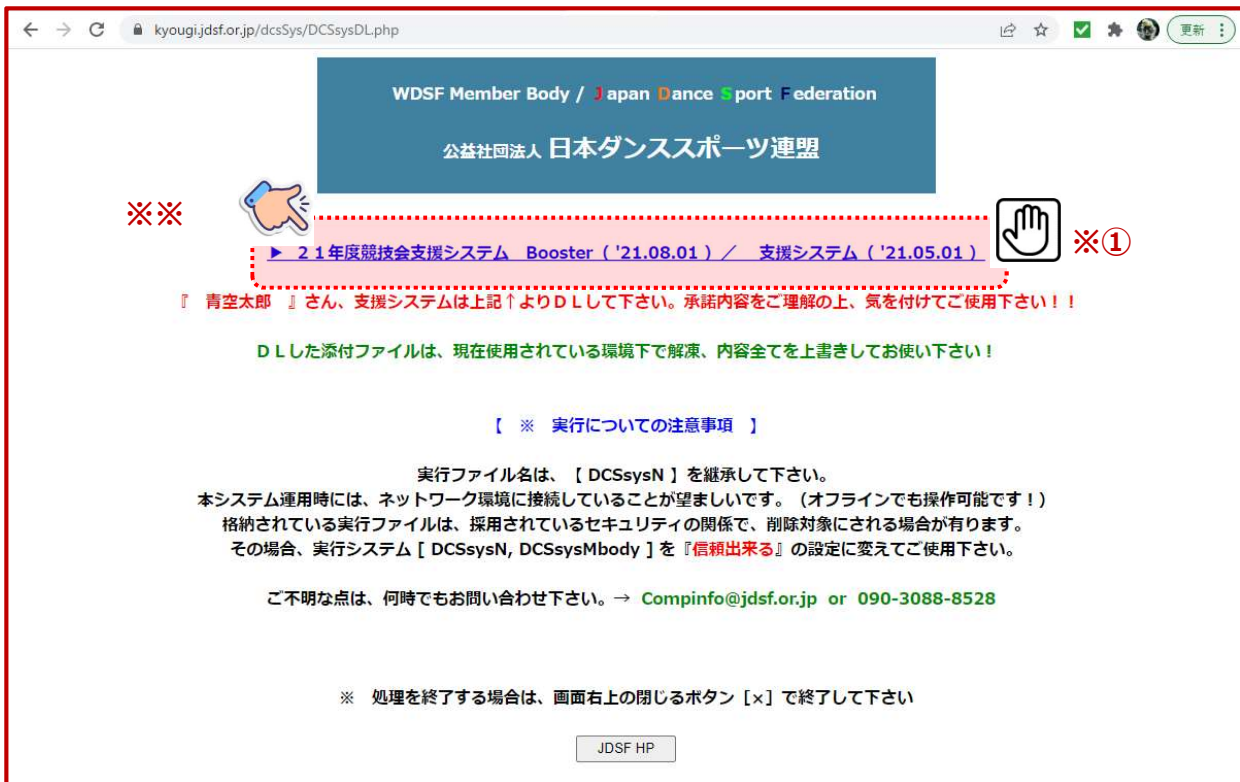 kyougi.jdsf.or.jp/dcsSys/DCSsysDL.php
更新
WDSF Member Body / Japan Dance Sport Federation
公益社団法人 日本ダンススポーツ連盟
※※
▶ 21年度競技会支援システム Booster ( '21.08.01 ) / 支援システム ( '21.05.01 )
※①
『 青空太郎 』さん、支援システムは上記↑よりDLして下さい。承諾内容をご理解の上、気を付けてご使用下さい!!
DLした添付ファイルは、現在使用されている環境下で解凍、内容全てを上書きしてお使い下さい!
【 ※ 実行についての注意事項 】
実行ファイル名は、【 DCSsysN 】を継承して下さい。
本システム運用時には、ネットワーク環境に接続していることが望ましいです。(オフラインでも操作可能です!)
格納されている実行ファイルは、採用されているセキュリティの関係で、削除対象にされる場合が有ります。
その場合、実行システム [ DCSsysN, DCSsysMbody ] を『信頼出来る』の設定に変えてご使用下さい。
ご不明な点は、何時でもお問い合わせ下さい。→ Compinfo@jdsf.or.jp or 090-3088-8528
※ 処理を終了する場合は、画面右上の閉じるボタン [×] で終了して下さい
JDSF HP